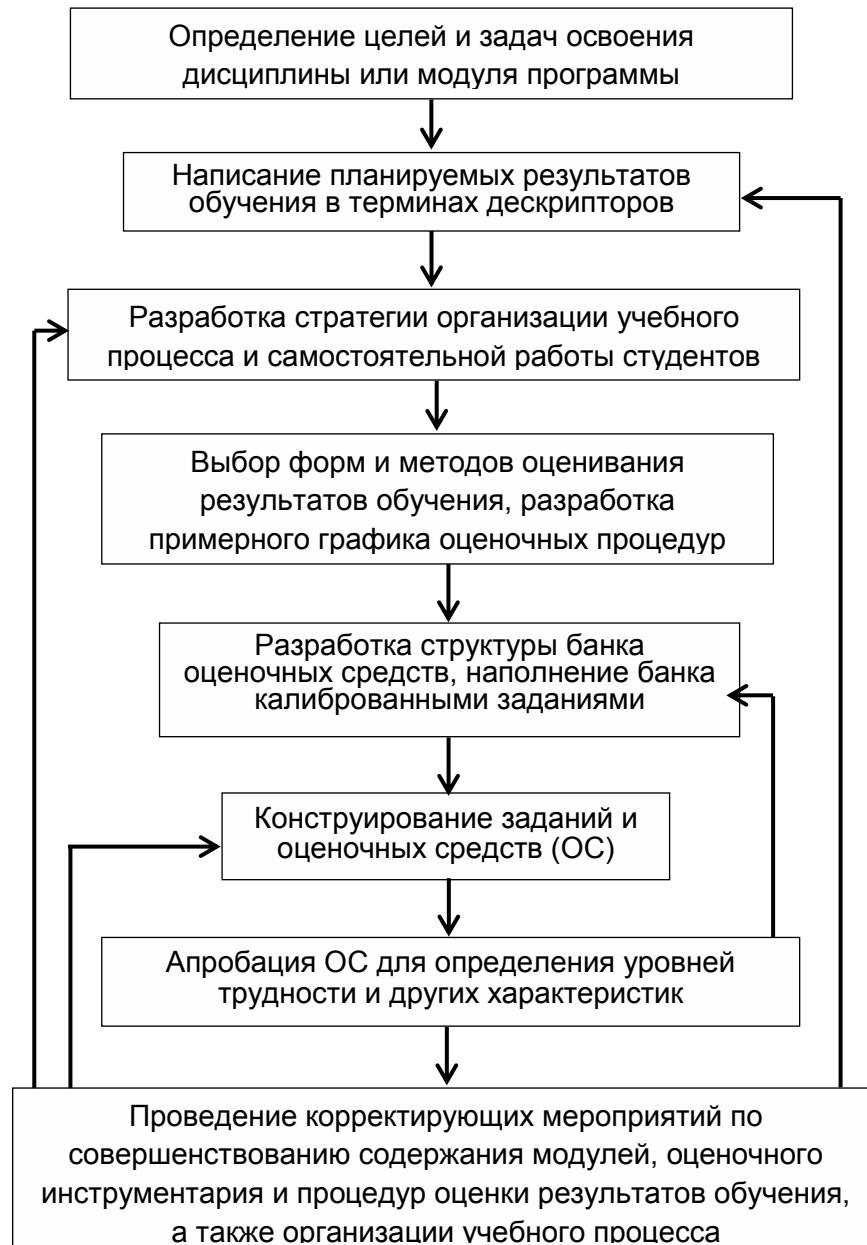 Определение целей и задач освоения
дисциплины или модуля программы
Написание планируемых результатов
обучения в терминах дескрипторов
Разработка стратегии организации учебного
процесса и самостоятельной работы студентов
Выбор форм и методов оценивания
результатов обучения, разработка
примерного графика оценочных процедур
Разработка структуры банка
оценочных средств, наполнение банка
калиброванными заданиями
Конструирование заданий и
оценочных средств (ОС)
Апробация ОС для определения уровней
трудности и других характеристик
Проведение корректирующих мероприятий по
совершенствованию содержания модулей, оценочного
инструментария и процедур оценки результатов обучения,
а также организации учебного процесса